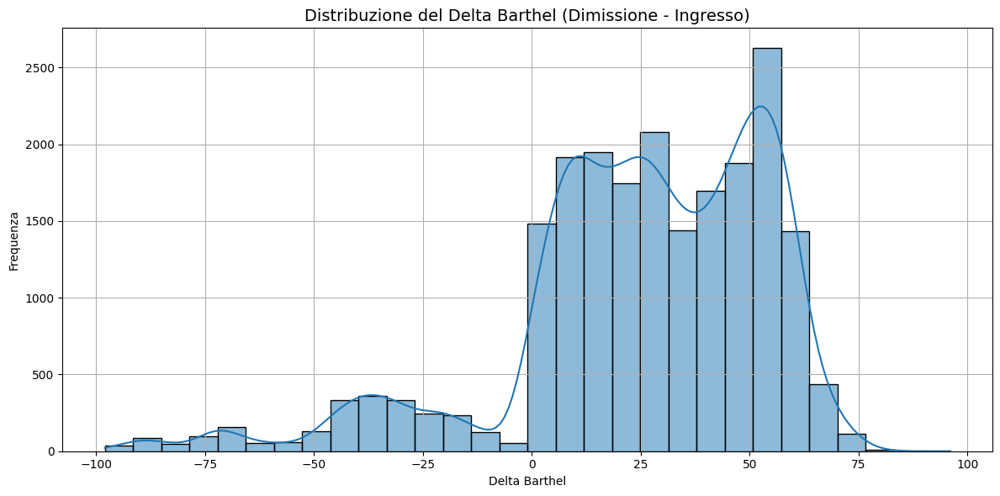 Distribuzione del Delta Barthel (Dimissione - Ingresso)
Frequenza
2500
2000
1500
1000
500
0
−100 −75 −50 −25 0 25 50 75 100
Delta Barthel